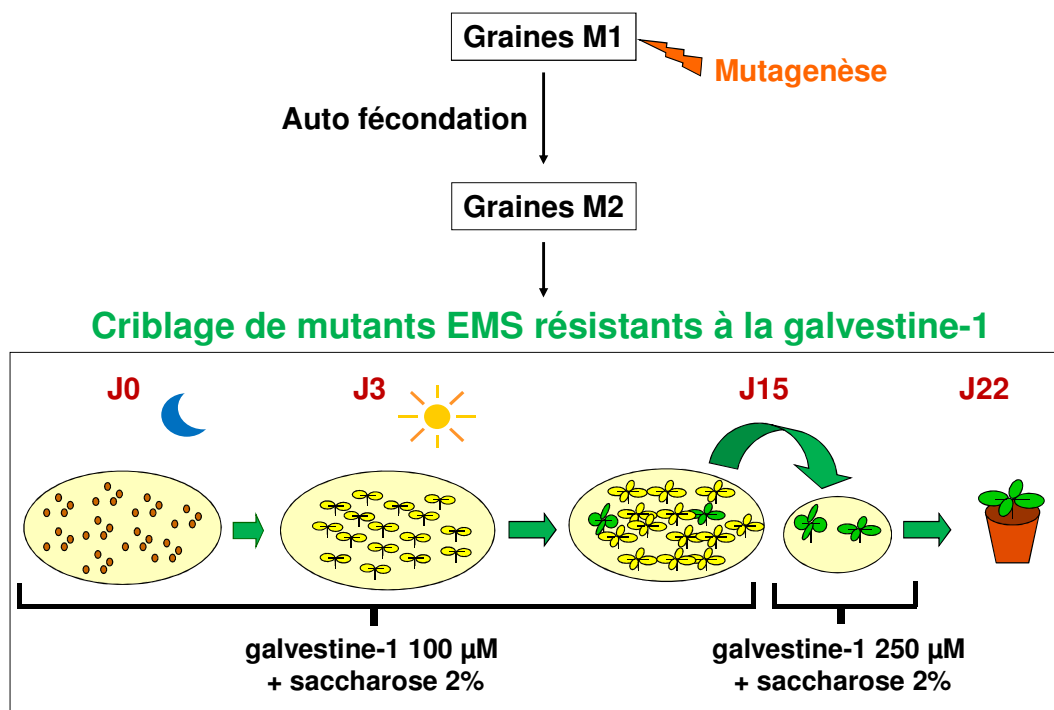 Graines M1
Mutagenèse
Auto fécondation
Graines M2
Criblage de mutants EMS résistants à la galvestine-1
J0
J3
J15
J22
galvestine-1 100 µM
+ saccharose 2%
galvestine-1 250 µM
+ saccharose 2%